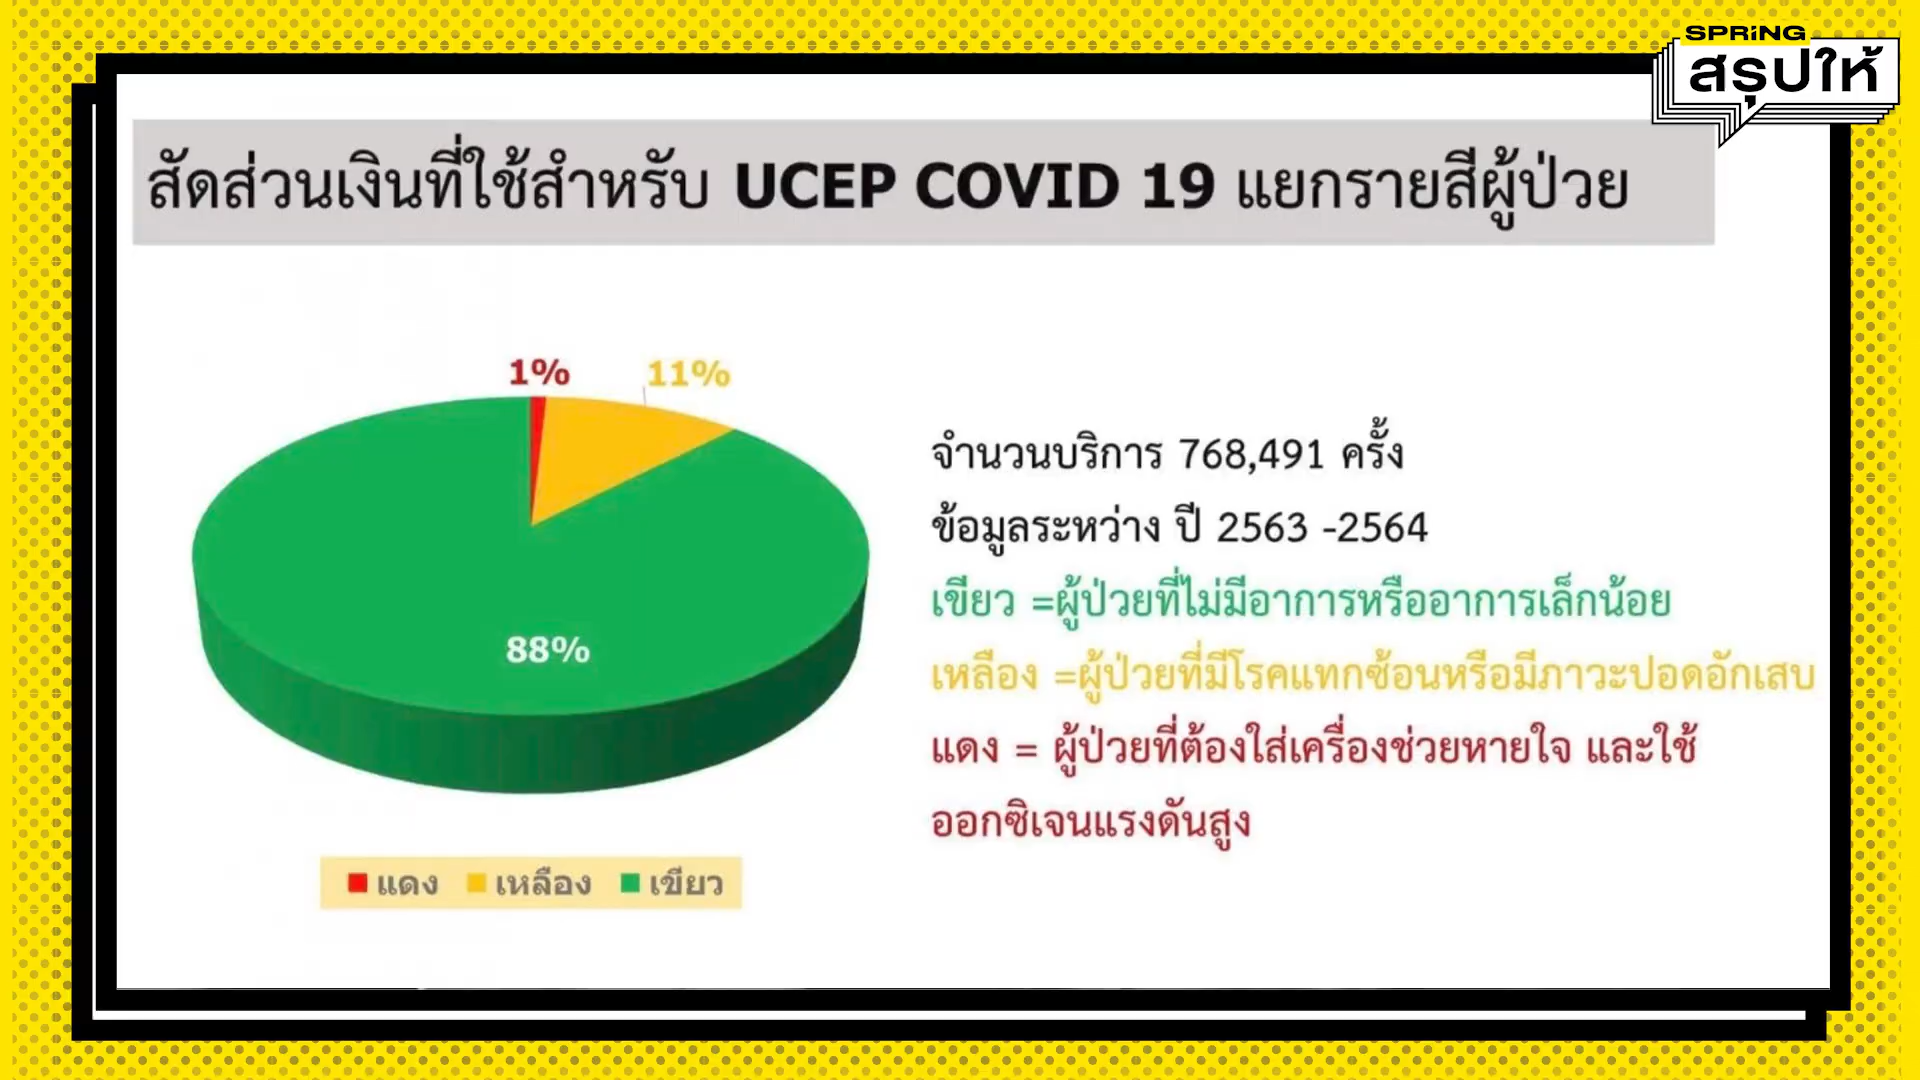 SPRiNG
สรุปให้
สัดส่วนเงินที่ใช้สำหรับ UCEP COVID 19 แยกรายสีผู้ป่วย
1%
11%
88%
จำนวนบริการ 768,491 ครั้ง
ข้อมูลระหว่าง ปี 2563 -2564
เขียว =ผู้ป่วยที่ไม่มีอาการหรืออาการเล็กน้อย
เหลือง =ผู้ป่วยที่มีโรคแทกซ้อนหรือมีภาวะปอดอักเสบ
แดง = ผู้ป่วยที่ต้องใส่เครื่องช่วยหายใจ และใช้
ออกซิเจนแรงดันสูง
แดง เหลือง เขียว